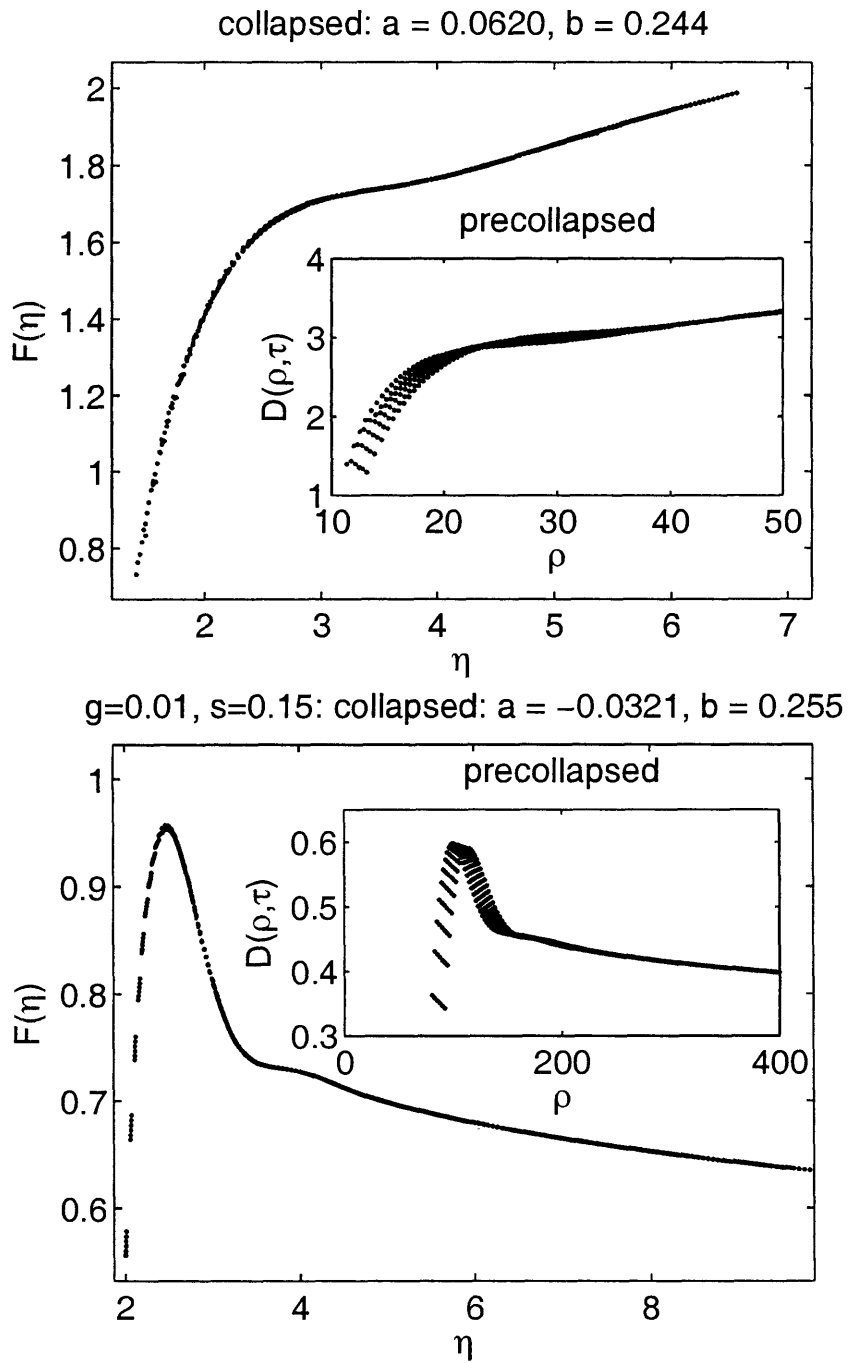 collapsed: a = 0.0620, b = 0.244
2
1.8
1.6
1.4
1.2
1
0.8
F(η)
precollapsed
4
3
2
1
D(ρ,τ)
10 20 30 40 50
ρ
2 3 4 5 6 7
η
g=0.01, s=0.15: collapsed: a = −0.0321, b = 0.255
1
0.9
0.8
0.7
0.6
F(η)
precollapsed
0.6
0.5
0.4
0.3
D(ρ,τ)
0 200 400
ρ
2 4 6 8
η